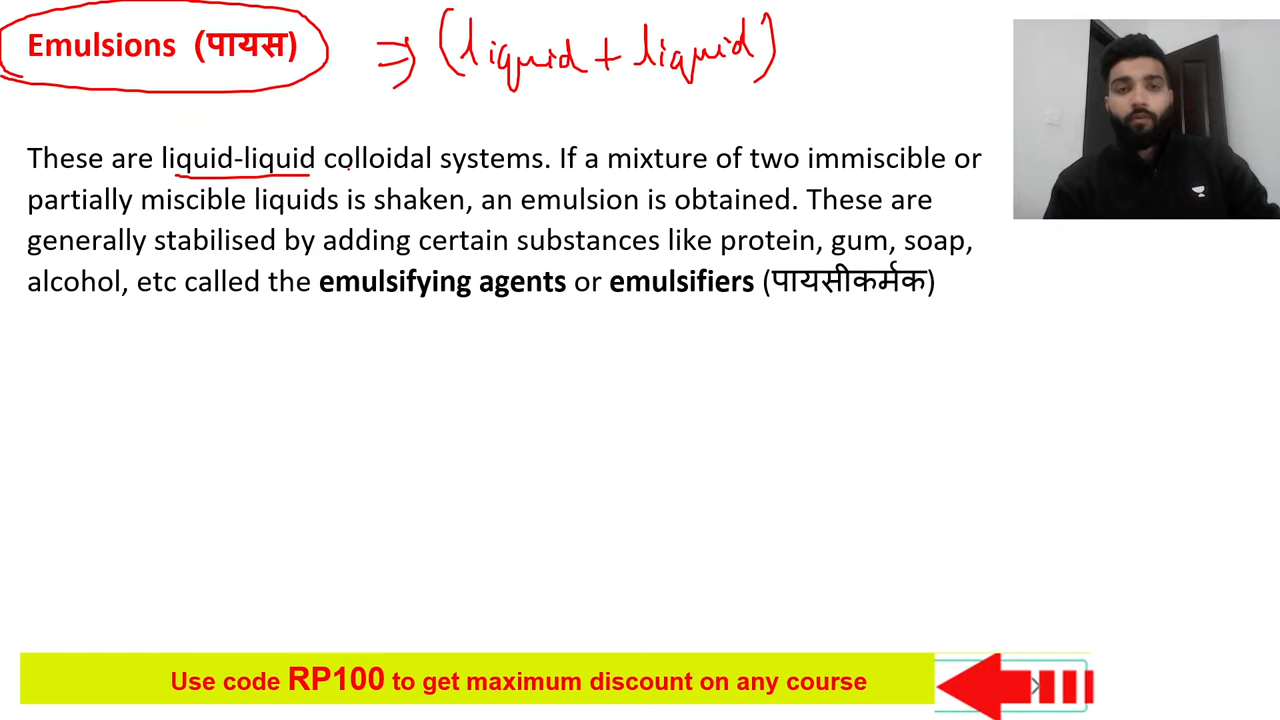 Emulsions (पायस) ⇒ (liquid + liquid)
These are liquid-liquid colloidal systems. If a mixture of two immiscible or
partially miscible liquids is shaken, an emulsion is obtained. These are
generally stabilised by adding certain substances like protein, gum, soap,
alcohol, etc called the emulsifying agents or emulsifiers (पायसीकर्मक)
Use code RP100 to get maximum discount on any course